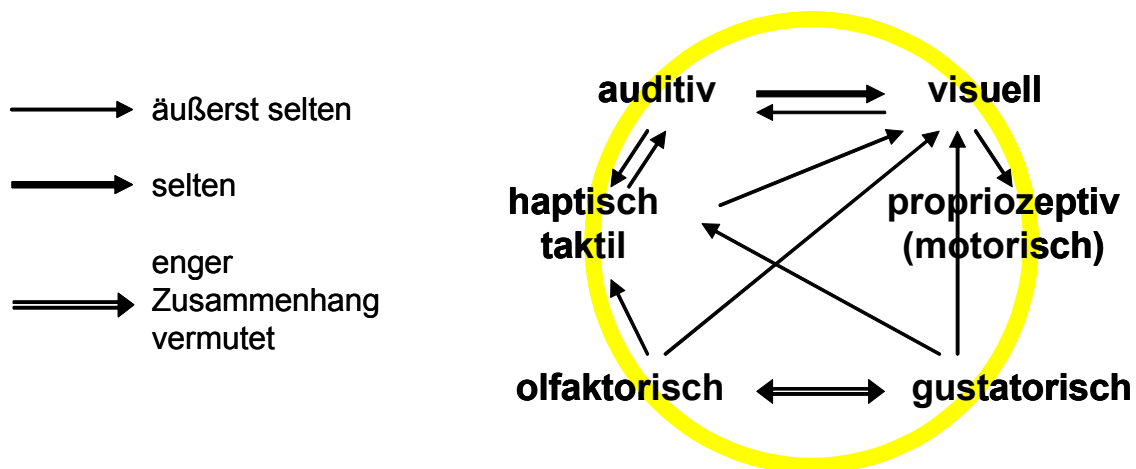 äußerst selten
selten
enger
Zusammenhang
vermutet
auditiv
visuell
haptisch
taktil
propriozeptiv
(motorisch)
olfaktorisch
gustatorisch